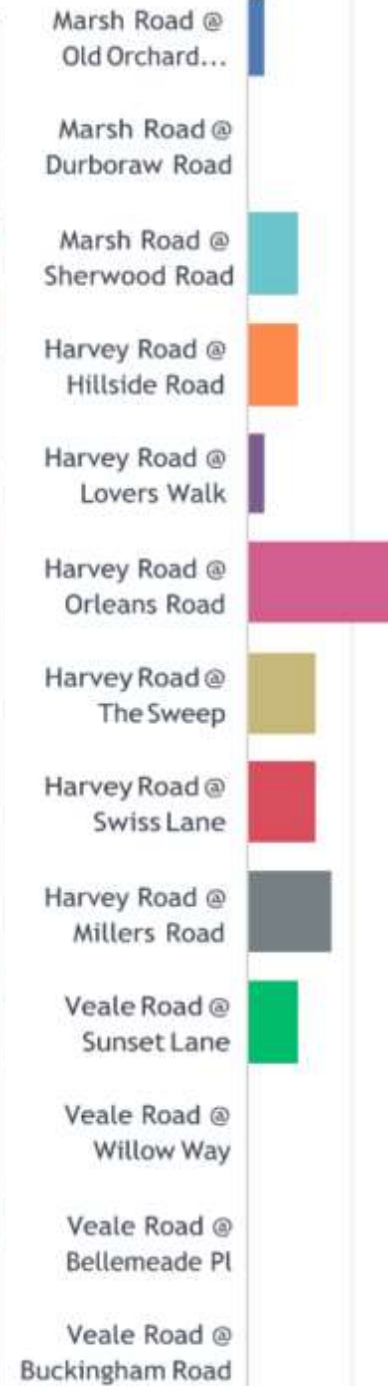 Marsh Road @
Old Orchard...
Marsh Road @
Durboraw Road
Marsh Road @
Sherwood Road
Harvey Road @
Hillside Road
Harvey Road @
Lovers Walk
Harvey Road @
Orleans Road
Harvey Road @
The Sweep
Harvey Road @
Swiss Lane
Harvey Road @
Millers Road
Veale Road @
Sunset Lane
Veale Road @
Willow Way
Veale Road @
Bellemeade Pl
Veale Road @
Buckingham Road